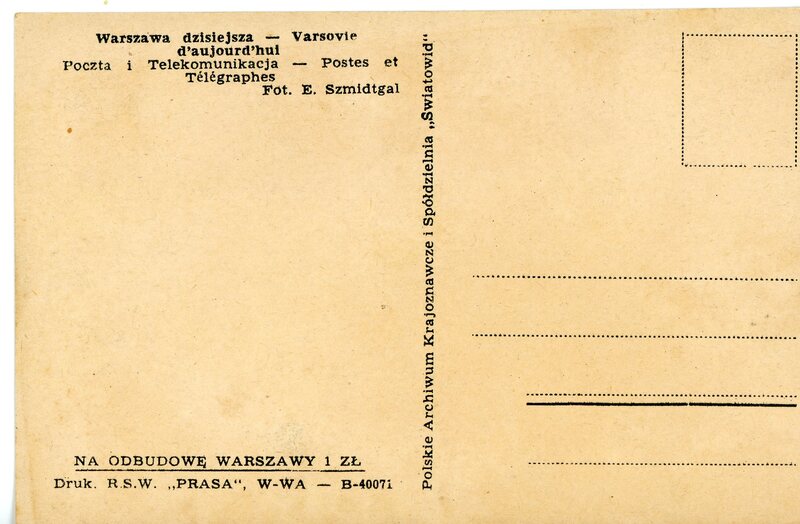 Warszawa dzisiejsza — Varsovie
d'aujourd'hui
Poczta i Telekomunikacja — Postes et
Télégraphes
Fot. E. Szmidtgal
Polskie Archiwum Krajoznawcze i Spółdzielnia „Światowid"
NA ODBUDOWĘ WARSZAWY 1 ZŁ
Druk. R.S.W. „PRASA", W-WA — B-40071